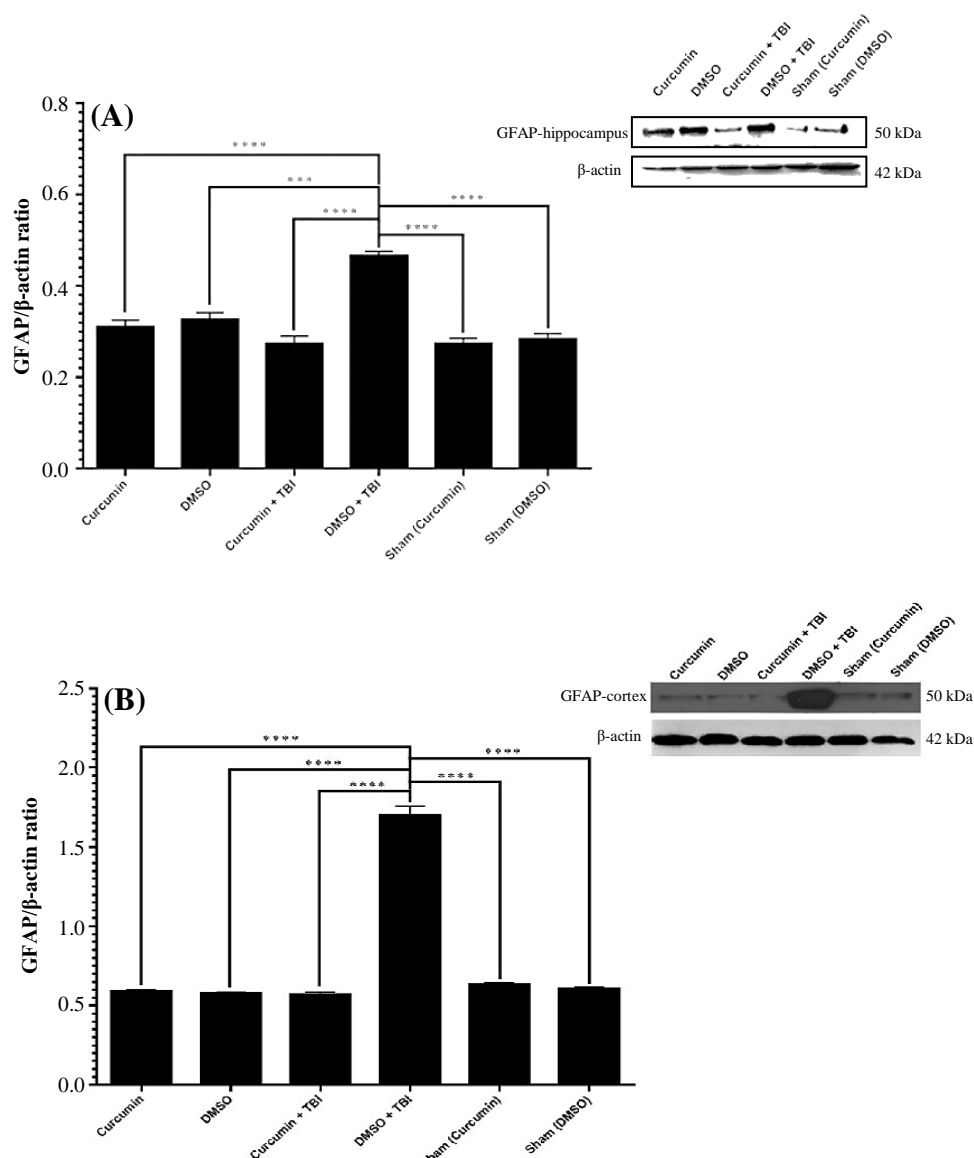 Curcumin
DMSO
Curcumin + TBI
DMSO + TBI
Sham (Curcumin)
Sham (DMSO)
GFAP-hippocampus
50 kDa
β-actin
42 kDa
(A)
0.8
0.6
0.4
0.2
0.0
GFAP/β-actin ratio
****
***
****
****
****
Curcumin
DMSO
Curcumin + TBI
DMSO + TBI
Sham (Curcumin)
Sham (DMSO)
Curcumin
DMSO
Curcumin + TBI
DMSO + TBI
Sham (Curcumin)
Sham (DMSO)
GFAP-cortex
50 kDa
β-actin
42 kDa
(B)
2.5
2.0
1.5
1.0
0.5
0.0
GFAP/β-actin ratio
****
****
****
****
****
Curcumin
DMSO
Curcumin + TBI
DMSO + TBI
ham (Curcumin)
Sham (DMSO)